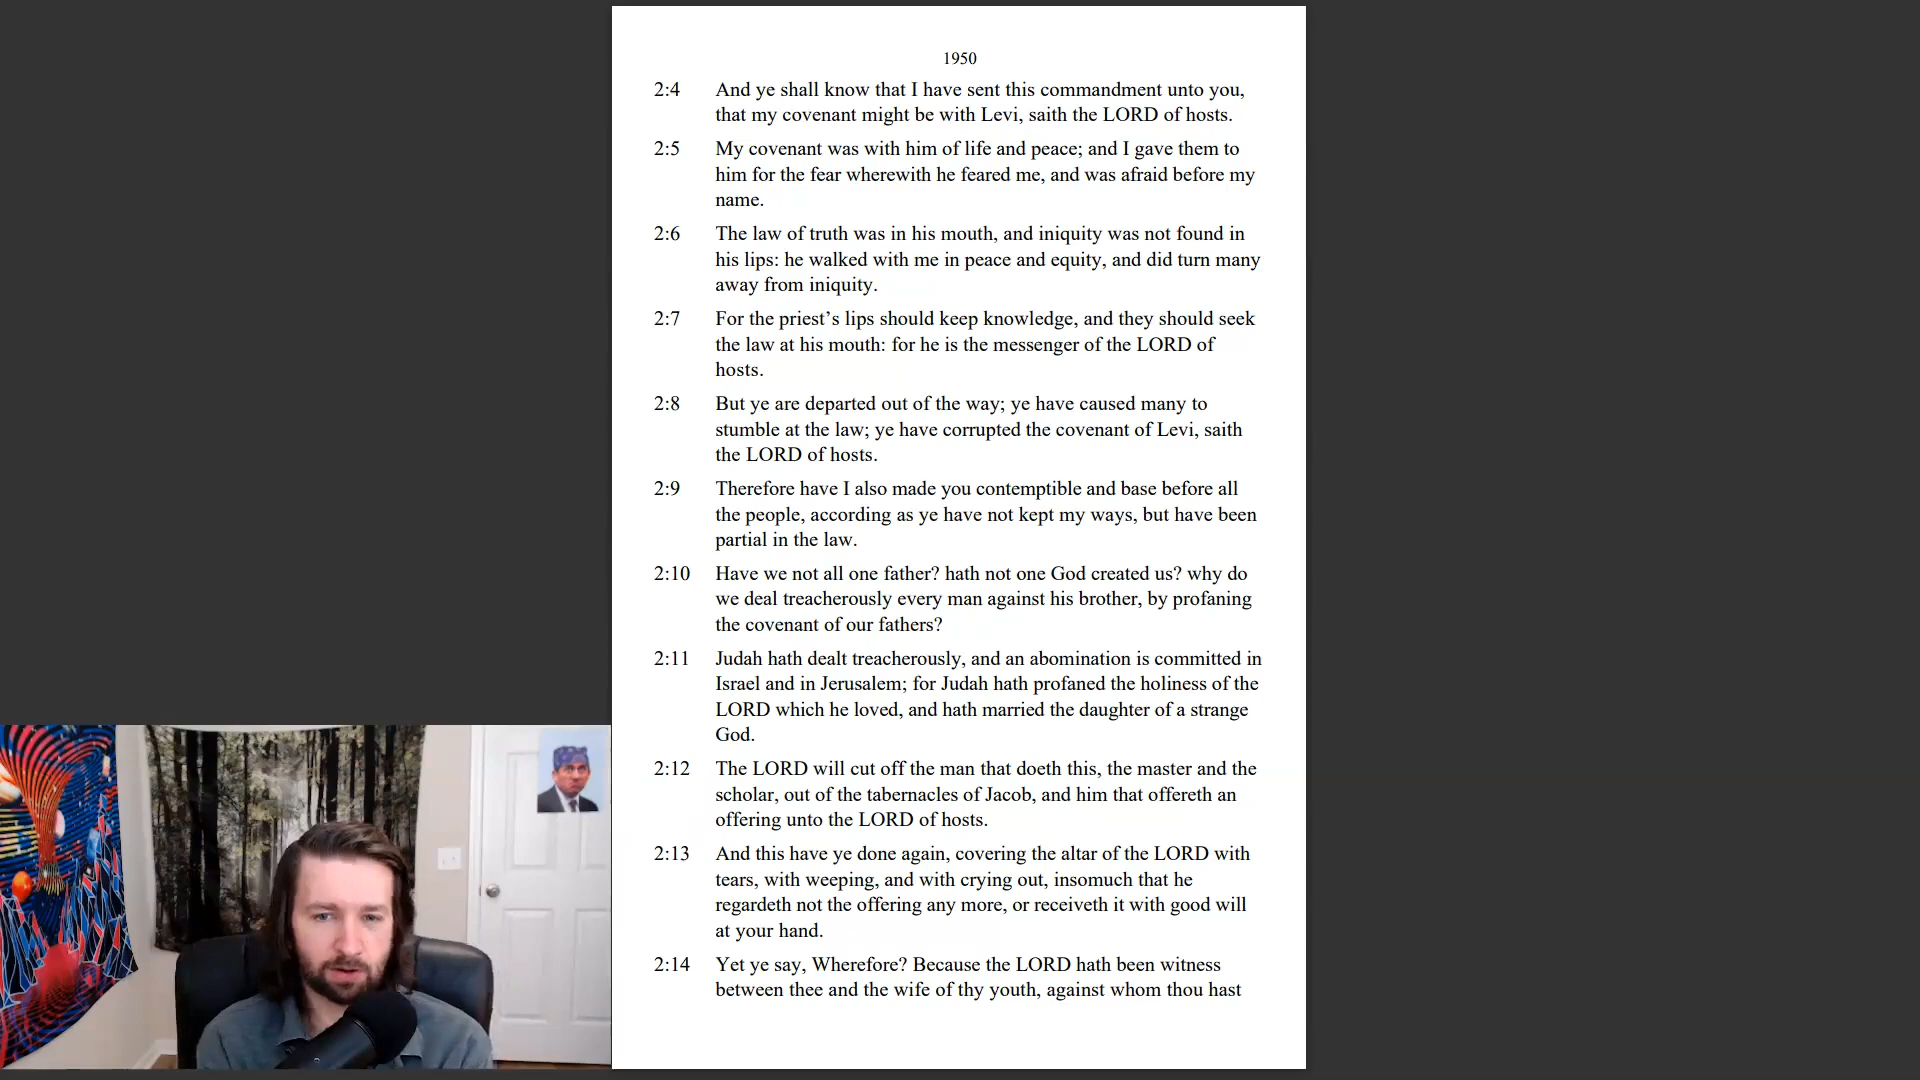 1950
2:4 And ye shall know that I have sent this commandment unto you,
that my covenant might be with Levi, saith the LORD of hosts.
2:5 My covenant was with him of life and peace; and I gave them to
him for the fear wherewith he feared me, and was afraid before my
name.
2:6 The law of truth was in his mouth, and iniquity was not found in
his lips: he walked with me in peace and equity, and did turn many
away from iniquity.
2:7 For the priest’s lips should keep knowledge, and they should seek
the law at his mouth: for he is the messenger of the LORD of
hosts.
2:8 But ye are departed out of the way; ye have caused many to
stumble at the law; ye have corrupted the covenant of Levi, saith
the LORD of hosts.
2:9 Therefore have I also made you contemptible and base before all
the people, according as ye have not kept my ways, but have been
partial in the law.
2:10 Have we not all one father? hath not one God created us? why do
we deal treacherously every man against his brother, by profaning
the covenant of our fathers?
2:11 Judah hath dealt treacherously, and an abomination is committed in
Israel and in Jerusalem; for Judah hath profaned the holiness of the
LORD which he loved, and hath married the daughter of a strange
God.
2:12 The LORD will cut off the man that doeth this, the master and the
scholar, out of the tabernacles of Jacob, and him that offereth an
offering unto the LORD of hosts.
2:13 And this have ye done again, covering the altar of the LORD with
tears, with weeping, and with crying out, insomuch that he
regardeth not the offering any more, or receiveth it with good will
at your hand.
2:14 Yet ye say, Wherefore? Because the LORD hath been witness
between thee and the wife of thy youth, against whom thou hast